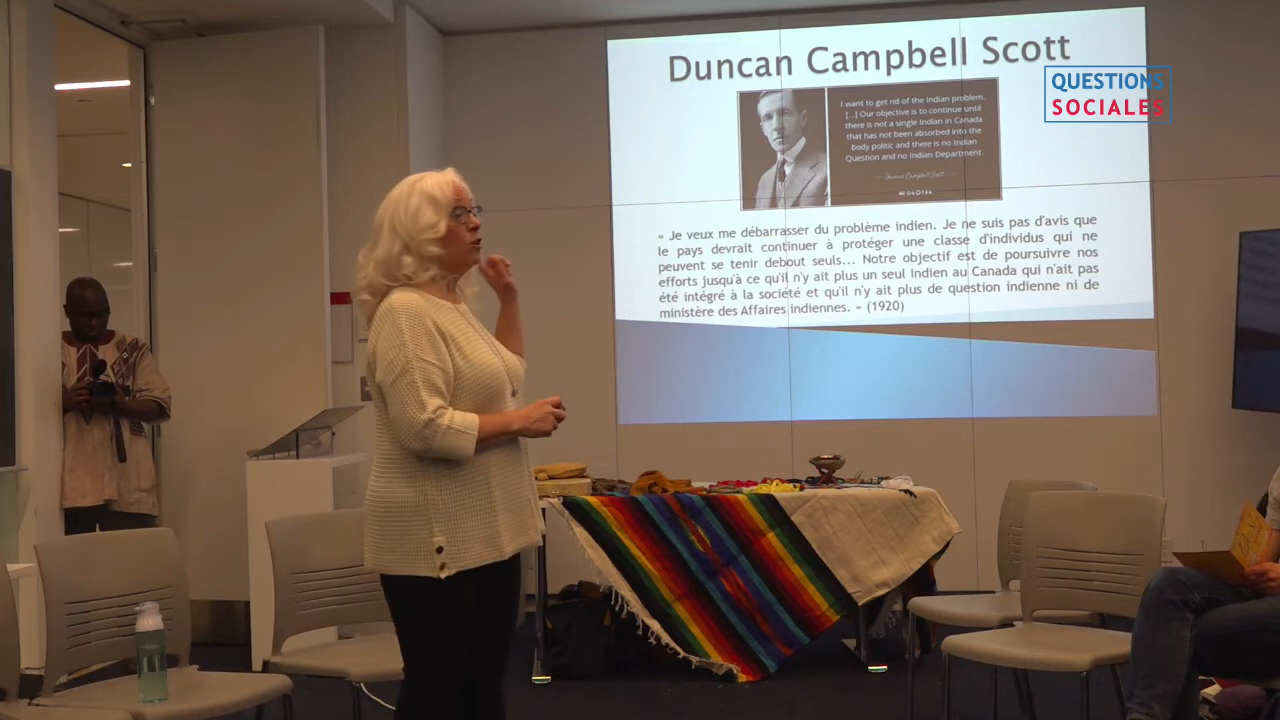 Duncan Campbell Scott
QUESTIONS
SOCIALES
I want to get rid of the Indian problem.
[...] Our objective is to continue until
there is not a single Indian in Canada
that has not been absorbed into the
body politic and there is no Indian
Question and no Indian Department.
Duncan Campbell Scott
« Je veux me débarrasser du problème indien. Je ne suis pas d'avis que
le pays devrait continuer à protéger une classe d'individus qui ne
peuvent se tenir debout seuls... Notre objectif est de poursuivre nos
efforts jusqu'à ce qu'il n'y ait plus un seul Indien au Canada qui n'ait pas
été intégré à la société et qu'il n'y ait plus de question indienne ni de
ministère des Affaires indiennes. » (1920)